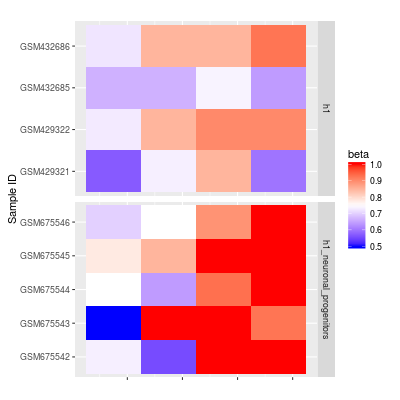 Sample ID
GSM432686
GSM432685
GSM429322
GSM429321
h1
GSM675546
GSM675545
GSM675544
GSM675543
GSM675542
h1_neuronal_progenitors
beta
1.0
0.9
0.8
0.7
0.6
0.5